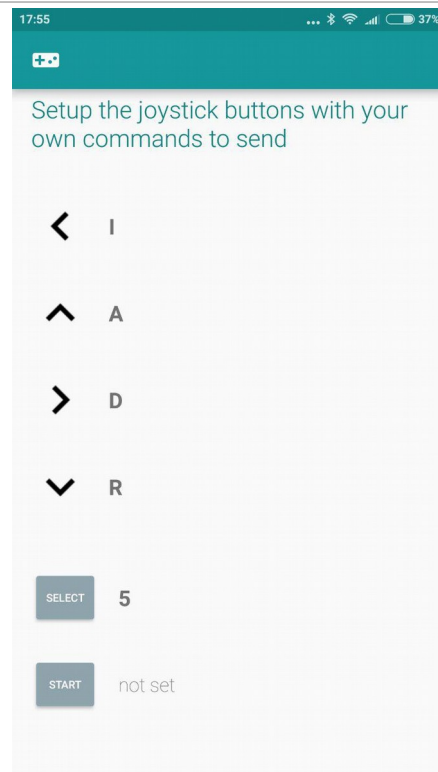 17:55 ... 37%
Setup the joystick buttons with your
own commands to send
I
A
D
R
SELECT 5
START not set